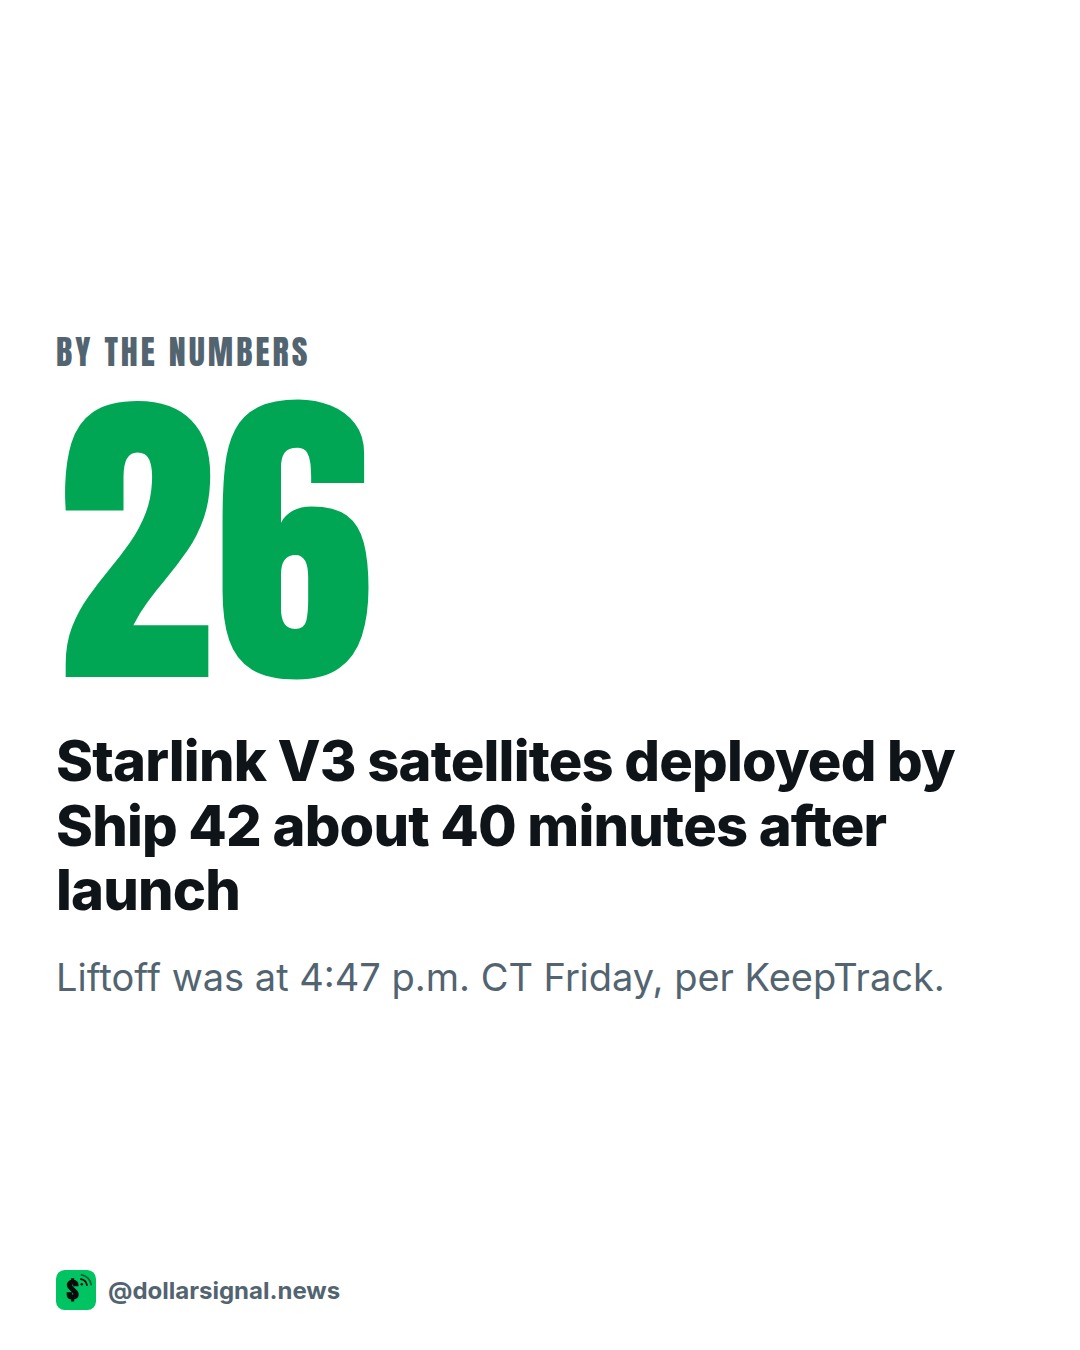 BY THE NUMBERS
26
Starlink V3 satellites deployed by
Ship 42 about 40 minutes after
launch
Liftoff was at 4:47 p.m. CT Friday, per KeepTrack.
$ @dollarsignal.news